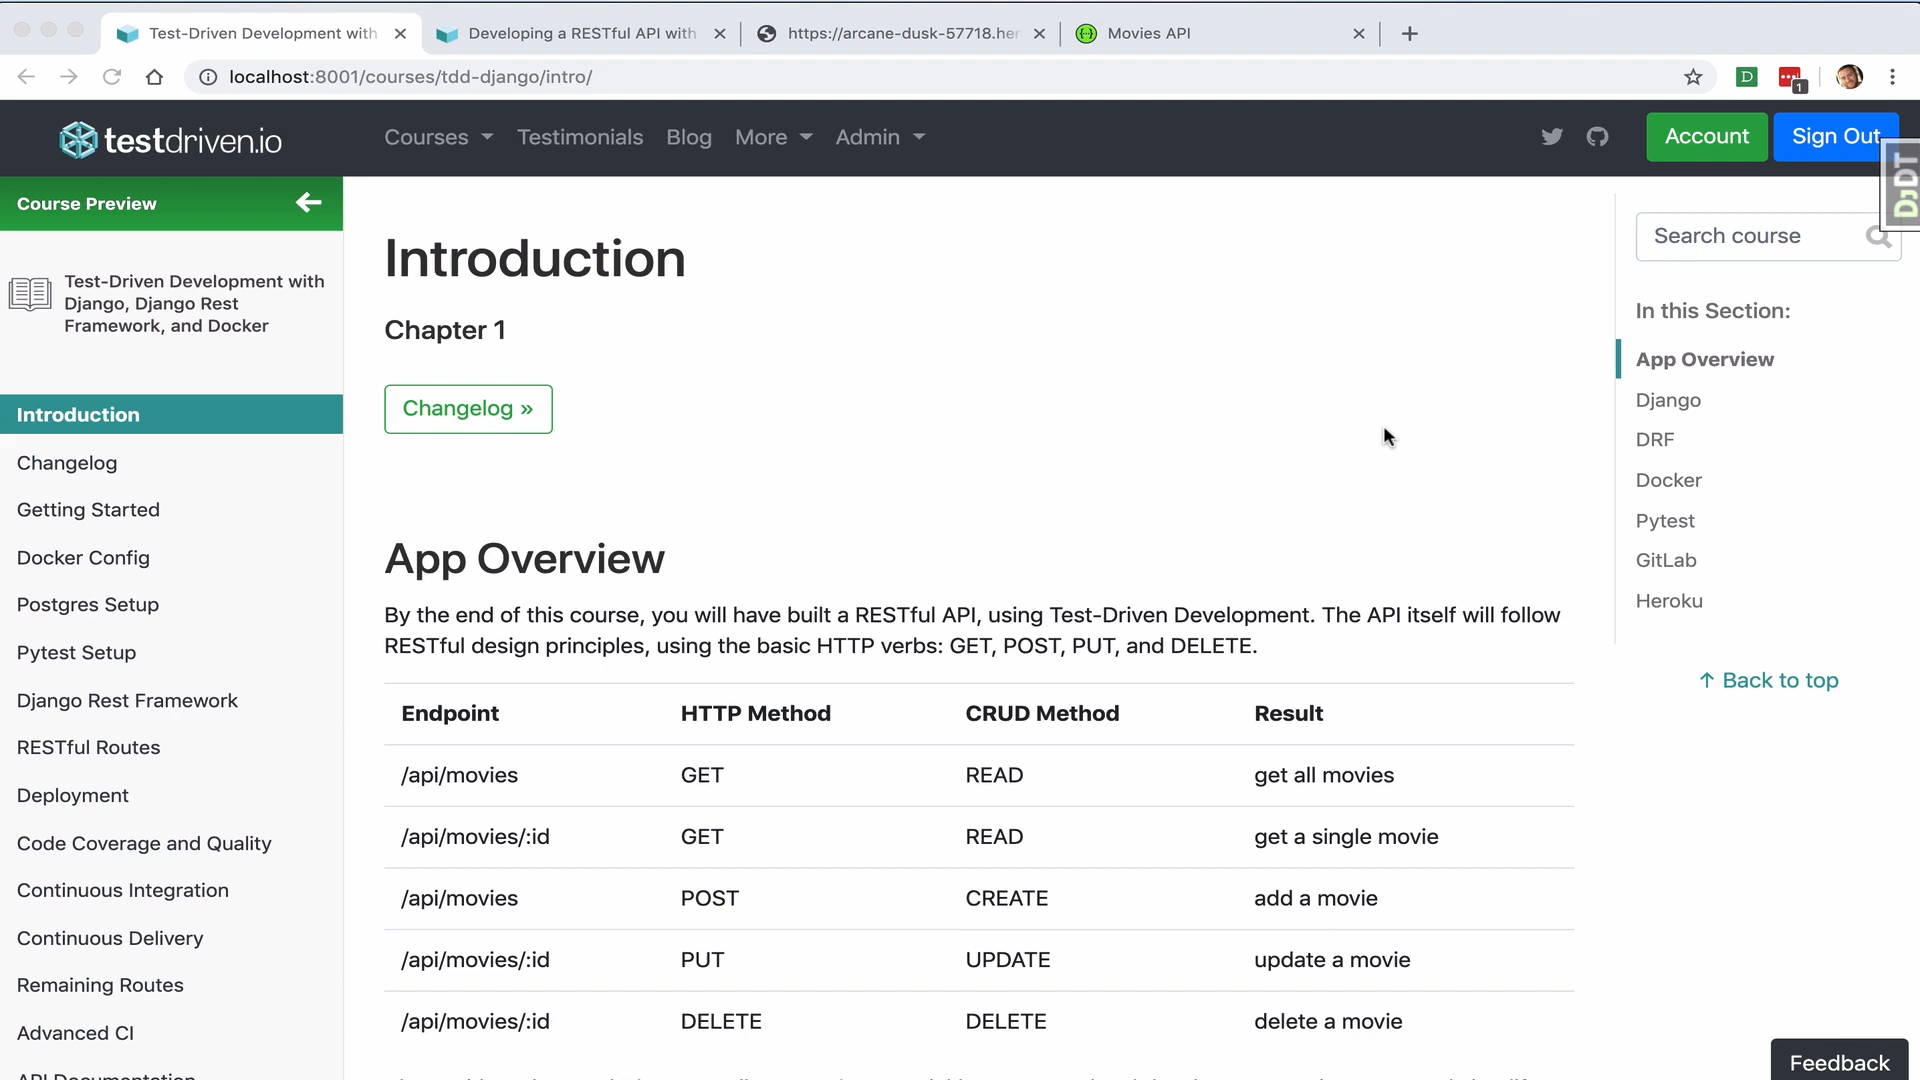 Test-Driven Development with
Developing a RESTful API with
https://arcane-dusk-57718.her
Movies API
localhost:8001/courses/tdd-django/intro/
D
1
testdriven.io
Courses
Testimonials
Blog
More
Admin
Account
Sign Out
DjDT
Course Preview
Test-Driven Development with
Django, Django Rest
Framework, and Docker
Introduction
Changelog
Getting Started
Docker Config
Postgres Setup
Pytest Setup
Django Rest Framework
RESTful Routes
Deployment
Code Coverage and Quality
Continuous Integration
Continuous Delivery
Remaining Routes
Advanced CI
API Documentation
Introduction
Chapter 1
Changelog »
App Overview
By the end of this course, you will have built a RESTful API, using Test-Driven Development. The API itself will follow
RESTful design principles, using the basic HTTP verbs: GET, POST, PUT, and DELETE.
Endpoint HTTP Method CRUD Method Result
/api/movies GET READ get all movies
/api/movies/:id GET READ get a single movie
/api/movies POST CREATE add a movie
/api/movies/:id PUT UPDATE update a movie
/api/movies/:id DELETE DELETE delete a movie
Search course
In this Section:
App Overview
Django
DRF
Docker
Pytest
GitLab
Heroku
↑ Back to top
Feedback